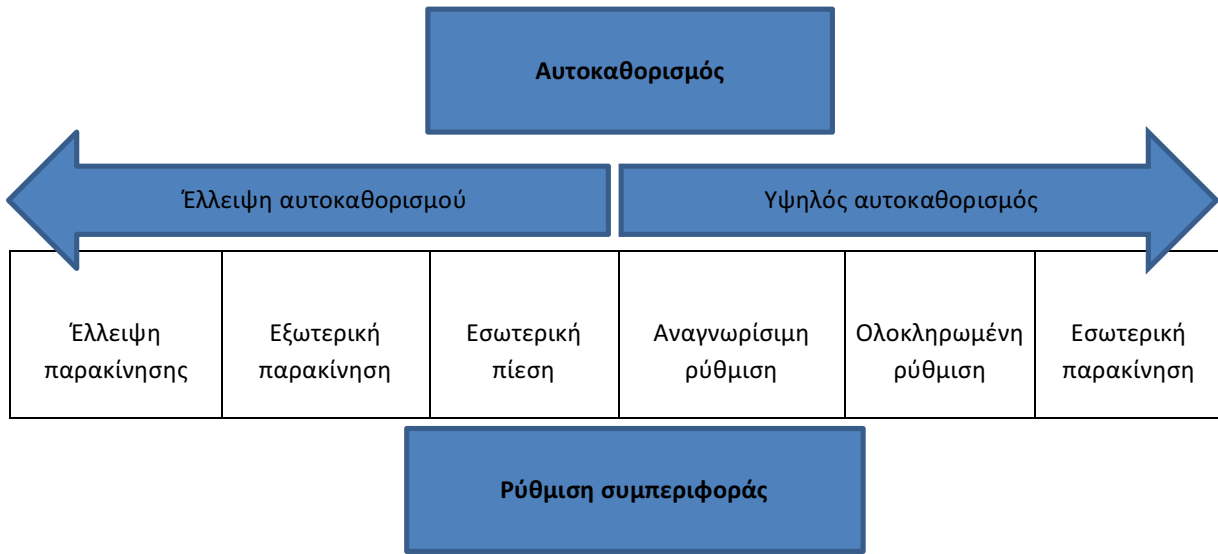 Αυτοκαθορισμός
Έλλειψη αυτοκαθορισμού
Υψηλός αυτοκαθορισμός
Έλλειψη
παρακίνησης
Εξωτερική
παρακίνηση
Εσωτερική
πίεση
Αναγνωρίσιμη
ρύθμιση
Ολοκληρωμένη
ρύθμιση
Εσωτερική
παρακίνηση
Ρύθμιση συμπεριφοράς